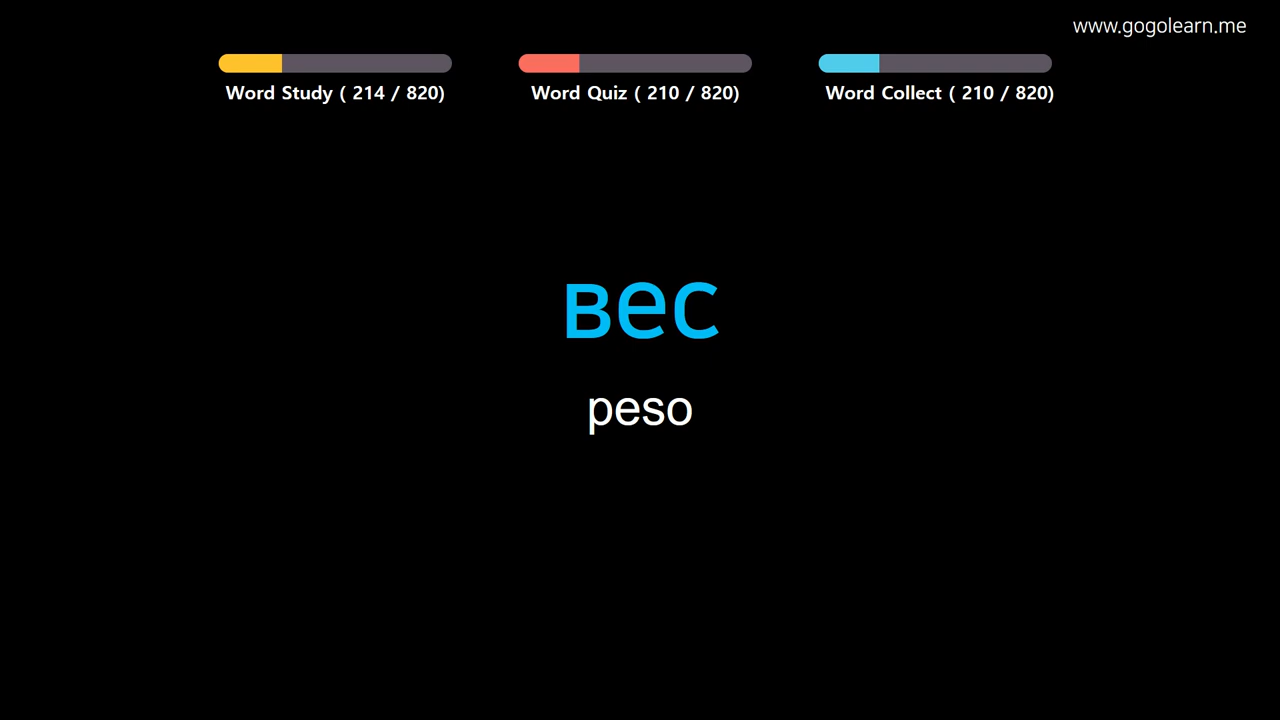 www.gogolearn.me
Word Study ( 214 / 820)
Word Quiz ( 210 / 820)
Word Collect ( 210 / 820)
вес
peso